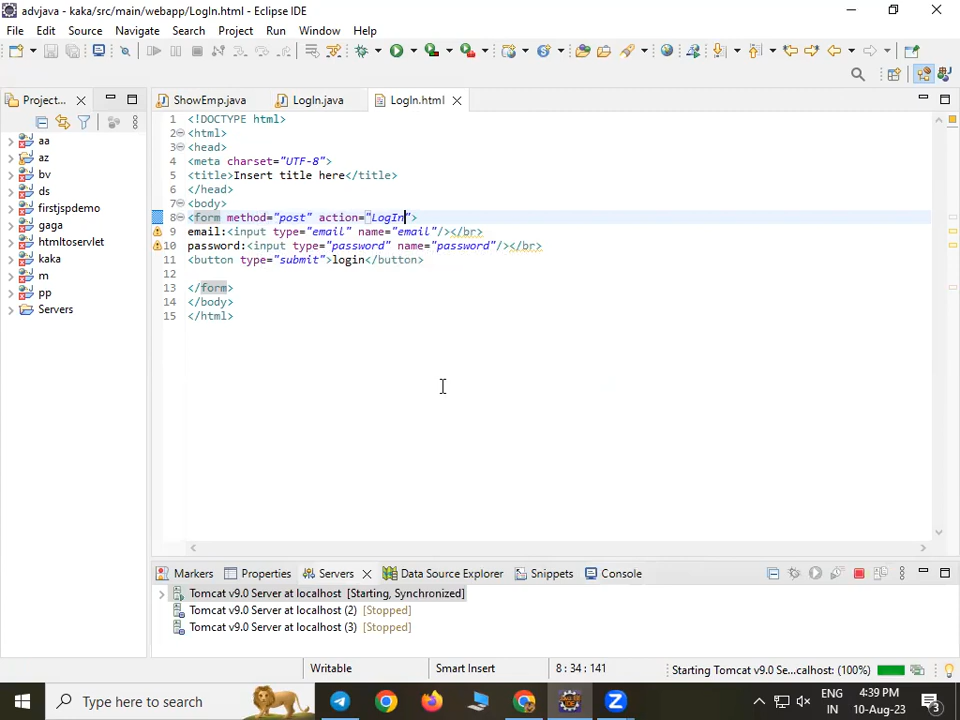 advjava - kaka/src/main/webapp/LogIn.html - Eclipse IDE
File Edit Source Navigate Search Project Run Window Help
Project...
ShowEmp.java LogIn.java LogIn.html
aa
az
bv
ds
firstjspdemo
gaga
htmltoservlet
kaka
m
pp
Servers
1 <!DOCTYPE html>
2 <html>
3 <head>
4 <meta charset="UTF-8">
5 <title>Insert title here</title>
6 </head>
7 <body>
8 <form method="post" action="LogIn">
9 email:<input type="email" name="email"/></br>
10 password:<input type="password" name="password"/></br>
11 <button type="submit">login</button>
12
13 </form>
14 </body>
15 </html>
Markers Properties Servers Data Source Explorer Snippets Console
Tomcat v9.0 Server at localhost [Starting, Synchronized]
Tomcat v9.0 Server at localhost (2) [Stopped]
Tomcat v9.0 Server at localhost (3) [Stopped]
Writable Smart Insert 8 : 34 : 141 Starting Tomcat v9.0 Se...calhost: (100%)
Type here to search
ENG
IN
4:39 PM
10-Aug-23
3